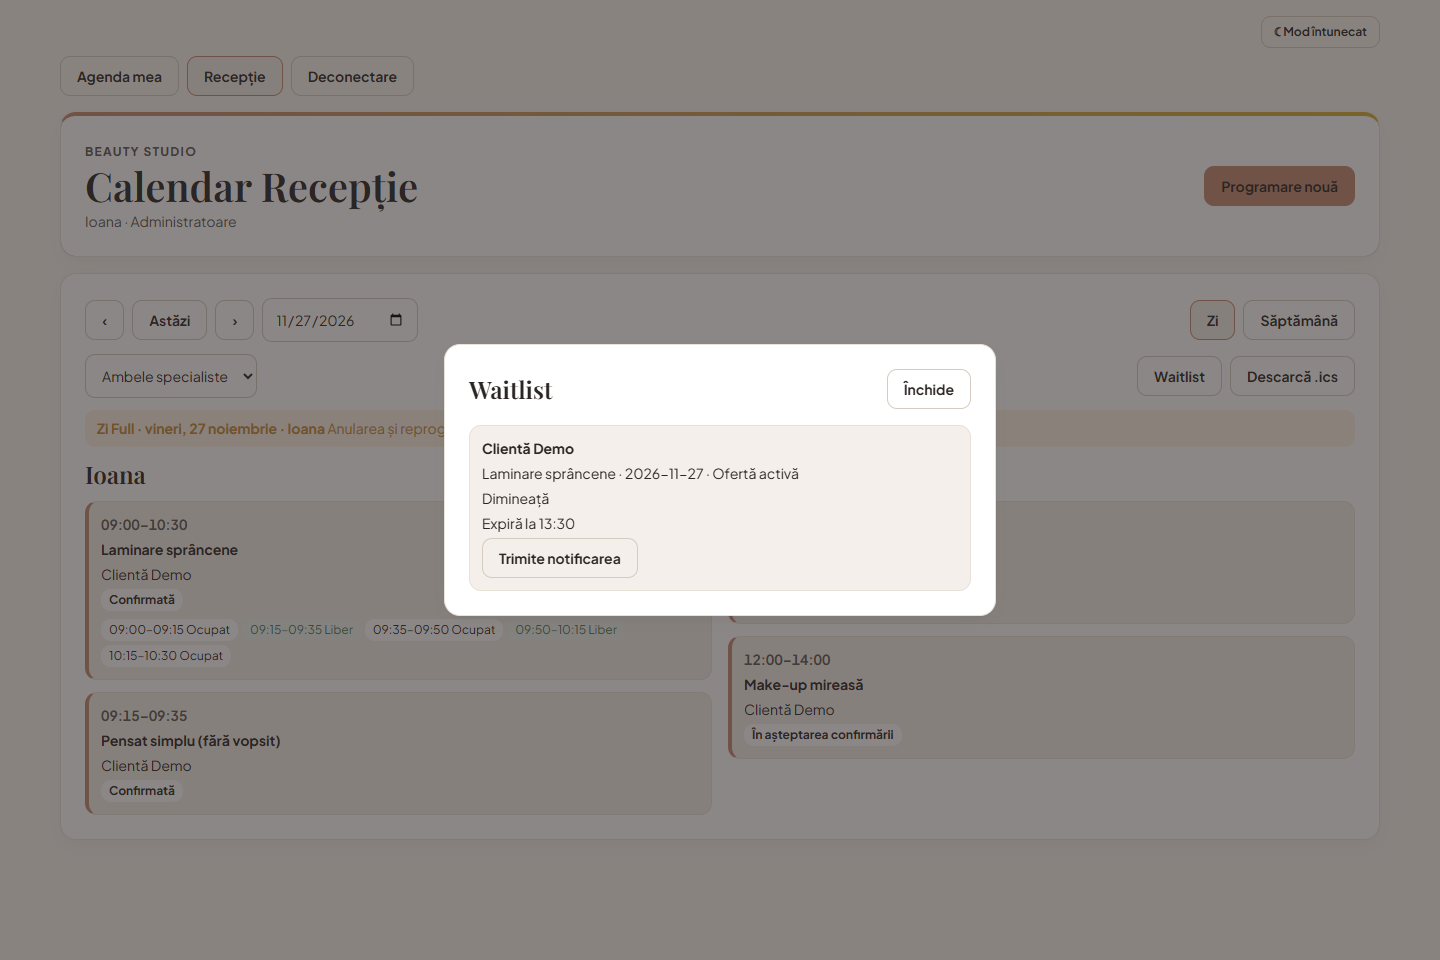 Mod întunecat
Agenda mea
Recepție
Deconectare
BEAUTY STUDIO
Calendar Recepție
Ioana · Administratoare
Programare nouă
‹
Astăzi
›
11/27/2026
Zi
Săptămână
Ambele specialiste
Waitlist
Descarcă .ics
Zi Full · vineri, 27 noiembrie · Ioana Anularea și reprog
Waitlist
Închide
Clientă Demo
Laminare sprâncene · 2026-11-27 · Ofertă activă
Dimineață
Expiră la 13:30
Trimite notificarea
Ioana
09:00–10:30
Laminare sprâncene
Clientă Demo
Confirmată
09:00–09:15 Ocupat
09:15–09:35 Liber
09:35–09:50 Ocupat
09:50–10:15 Liber
10:15–10:30 Ocupat
09:15–09:35
Pensat simplu (fără vopsit)
Clientă Demo
Confirmată
12:00–14:00
Make-up mireasă
Clientă Demo
În așteptarea confirmării